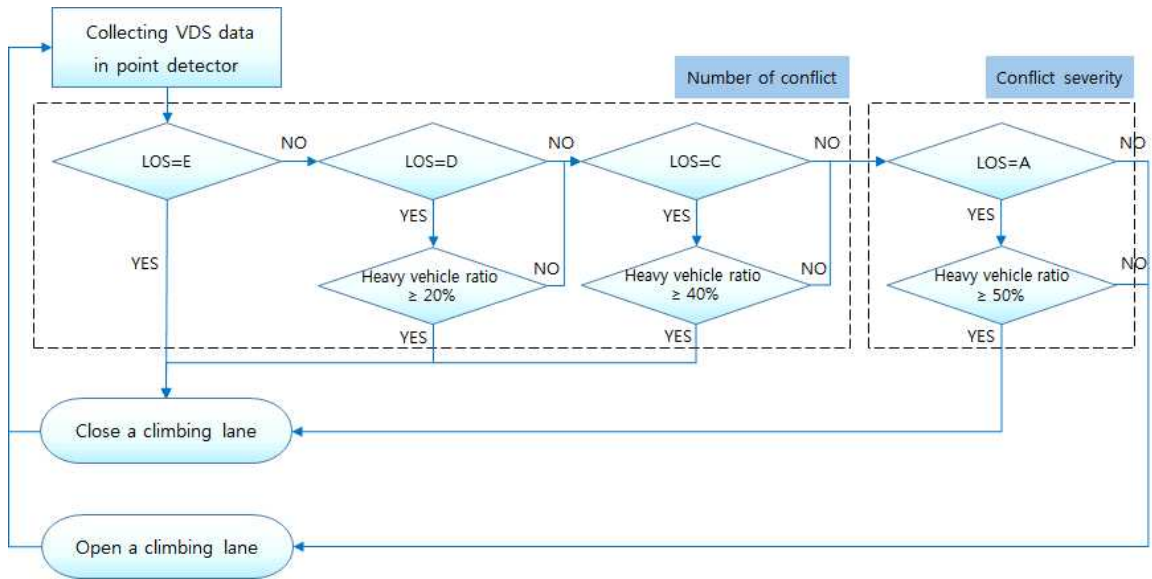 Collecting VDS data
in point detector
Number of conflict
Conflict severity
LOS=E
NO
LOS=D
NO
LOS=C
NO
LOS=A
NO
YES
YES
YES
YES
Heavy vehicle ratio
≥ 20%
NO
Heavy vehicle ratio
≥ 40%
NO
Heavy vehicle ratio
≥ 50%
NO
YES
YES
YES
Close a climbing lane
Open a climbing lane